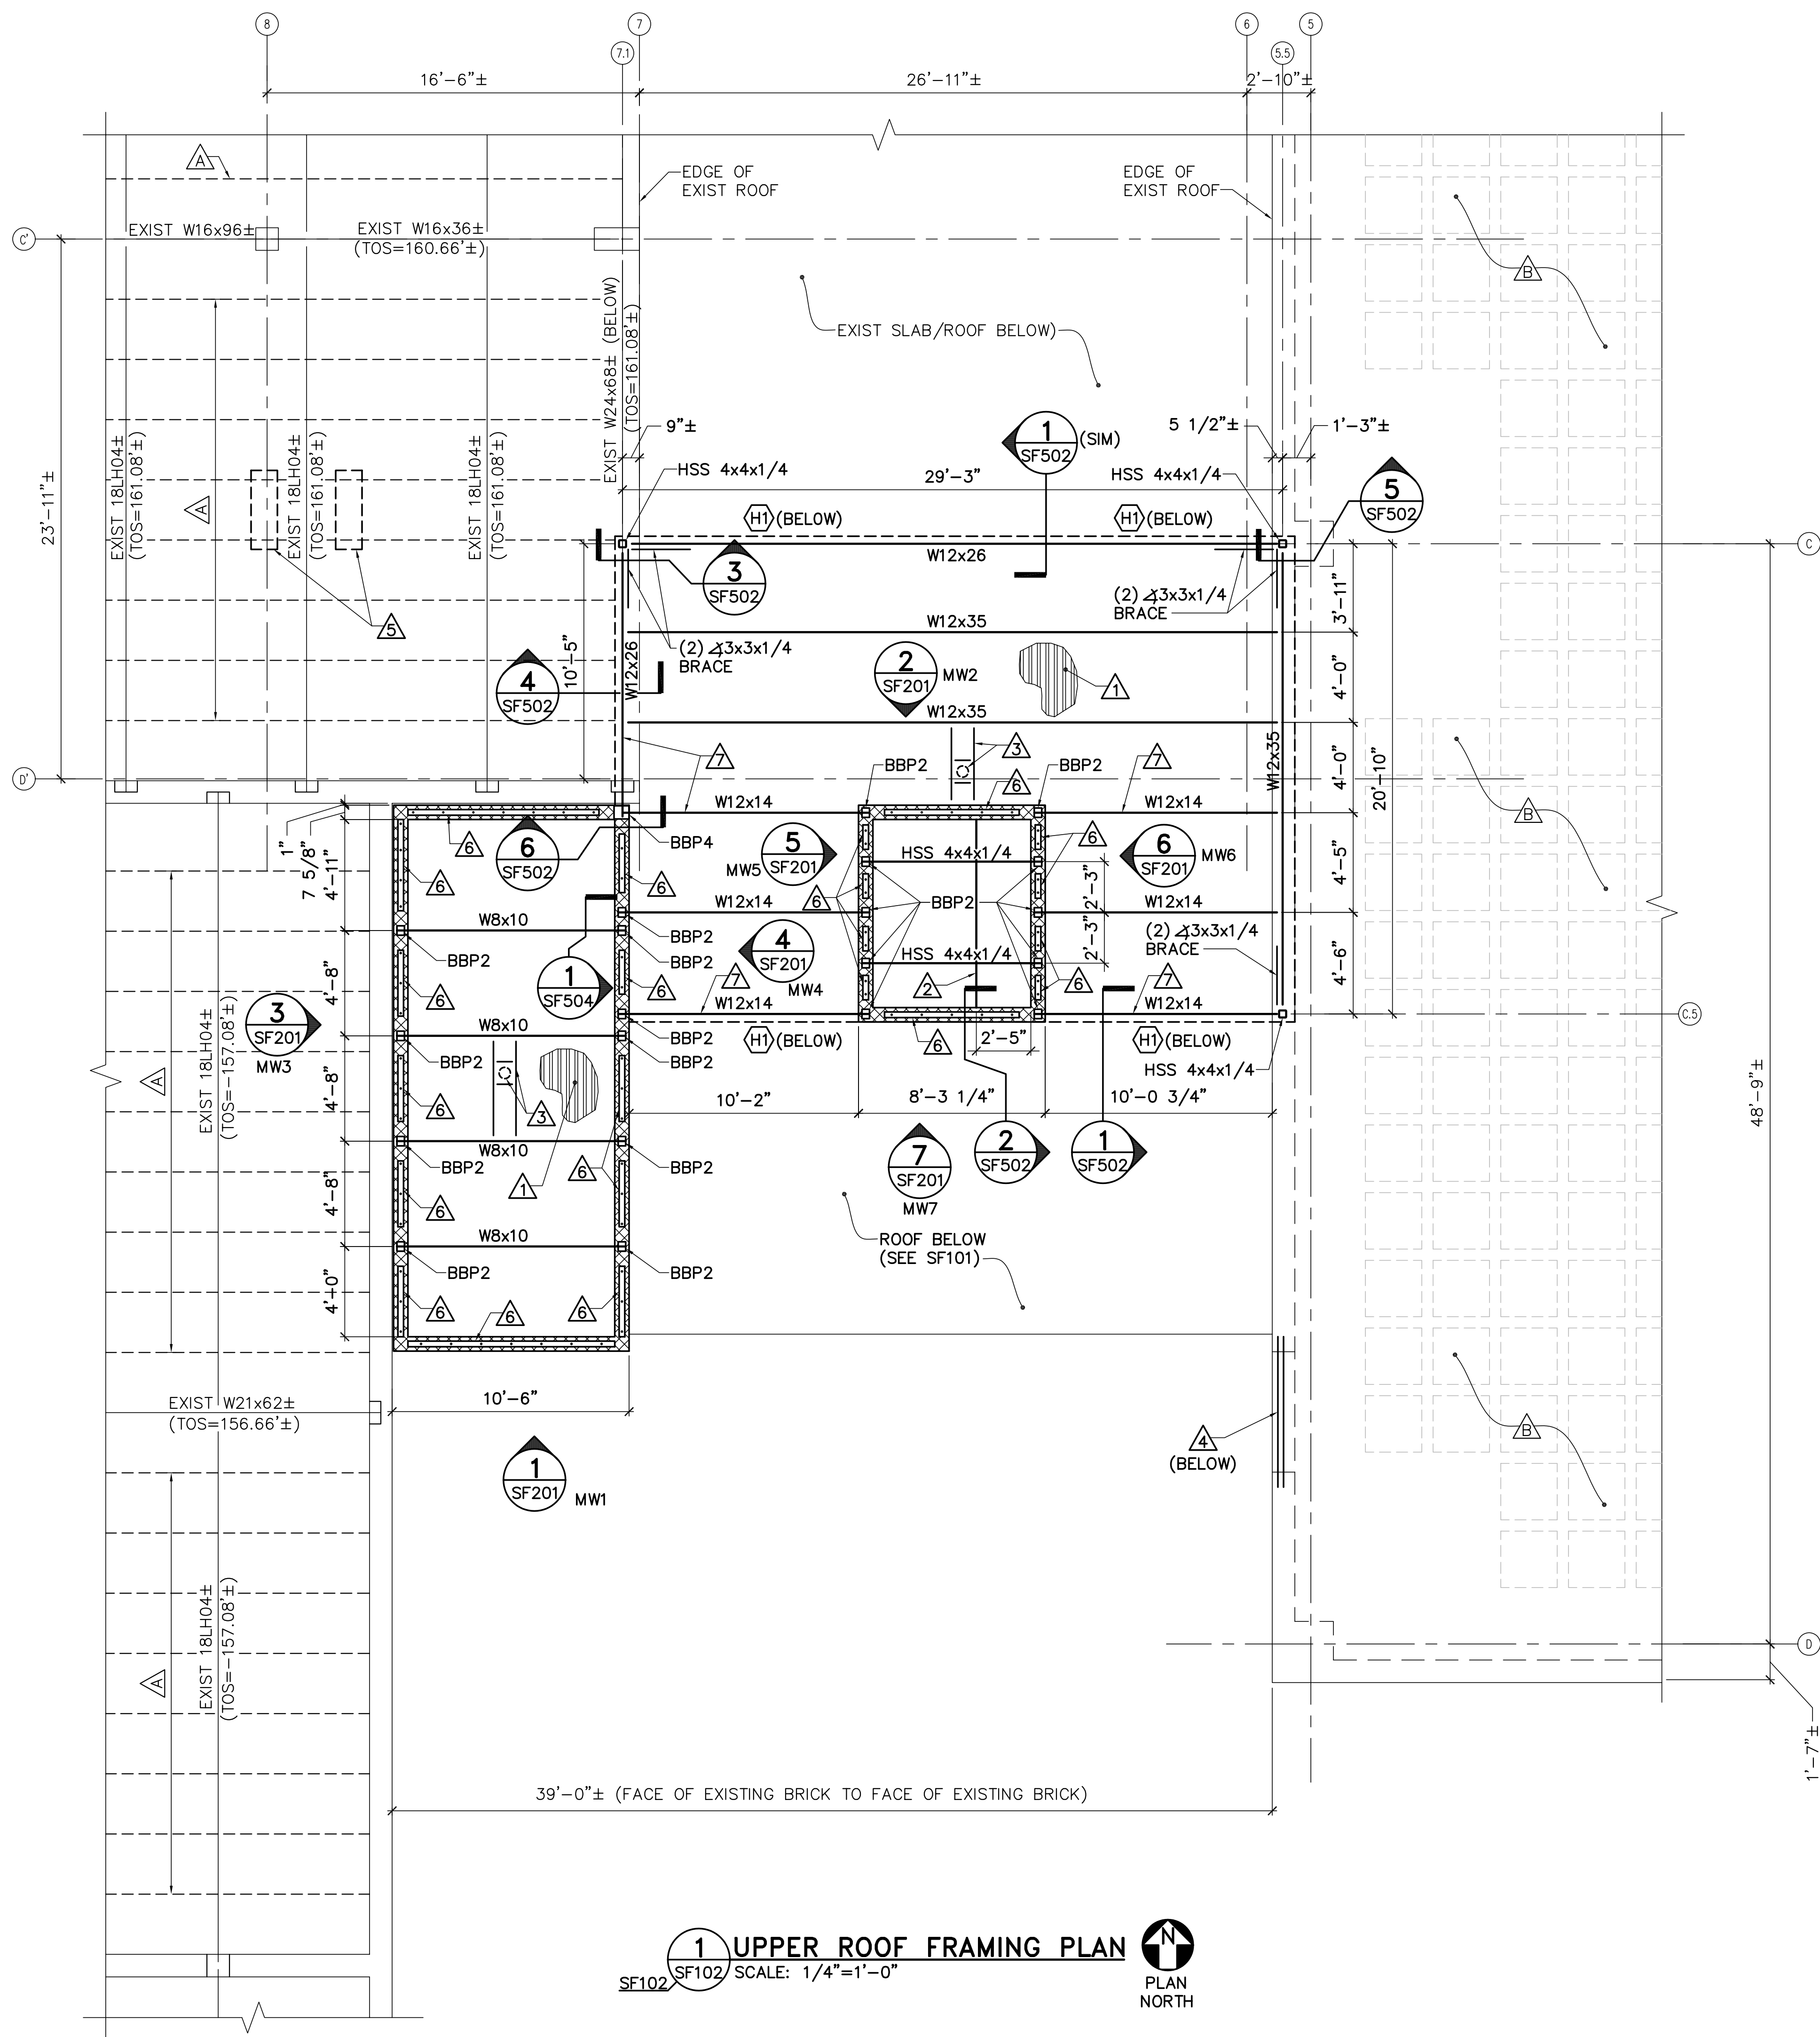 8
7
7.1
6
5
5.5
16'-6"±
26'-11"±
2'-10"±
A
EDGE OF
EXIST ROOF
EDGE OF
EXIST ROOF
B
C'
EXIST W16x96±
EXIST W16x36±
(TOS=160.66'±)
EXIST W24x68± (BELOW)
(TOS=161.08'±)
EXIST SLAB/ROOF BELOW)
23'-11"±
A
EXIST 18LH04±
(TOS=161.08'±)
EXIST 18LH04±
(TOS=161.08'±)
EXIST 18LH04±
(TOS=161.08'±)
5
9"±
HSS 4x4x1/4
1
SF502
(SIM)
29'-3"
5 1/2"±
1'-3"±
HSS 4x4x1/4
5
SF502
H1
(BELOW)
H1
(BELOW)
C
W12x26
3
SF502
(2) ∡3x3x1/4
BRACE
3'-11"
W12x35
10'-5"
W12x26
(2) ∡3x3x1/4
BRACE
4
SF502
2
SF201
MW2
1
4'-0"
20'-10"
W12x35
W12x35
D'
7
3
BBP2
6
BBP2
7
4'-0"
B
W12x14
W12x14
1"
7 5/8"
6
6
SF502
BBP4
5
SF201
MW5
HSS 4x4x1/4
6
6
SF201
MW6
4'-11"
6
6
6
W12x14
BBP2
2'-3"
W12x14
4'-5"
W8x10
BBP2
BBP2
BBP2
4
SF201
MW4
HSS 4x4x1/4
2'-3"
(2) ∡3x3x1/4
BRACE
4'-6"
4'-8"
6
1
SF504
6
7
W12x14
2
6
7
W12x14
C.5
3
SF201
MW3
W8x10
BBP2
BBP2
BBP2
H1
(BELOW)
6
2'-5"
H1
(BELOW)
HSS 4x4x1/4
A
EXIST 18LH04±
(TOS=-157.08'±)
4'-8"
6
3
10'-2"
8'-3 1/4"
10'-0 3/4"
48'-9"±
W8x10
BBP2
1
6
BBP2
7
SF201
MW7
2
SF502
1
SF502
4'-8"
6
W8x10
ROOF BELOW
(SEE SF101)
BBP2
BBP2
4'-0"
6
6
6
EXIST W21x62±
(TOS=156.66'±)
10'-6"
4
(BELOW)
B
1
SF201
MW1
A
EXIST 18LH04±
(TOS=-157.08'±)
D
1'-7"±
39'-0"± (FACE OF EXISTING BRICK TO FACE OF EXISTING BRICK)
1
SF102
SF102
UPPER ROOF FRAMING PLAN
SCALE: 1/4"=1'-0"
N
PLAN
NORTH